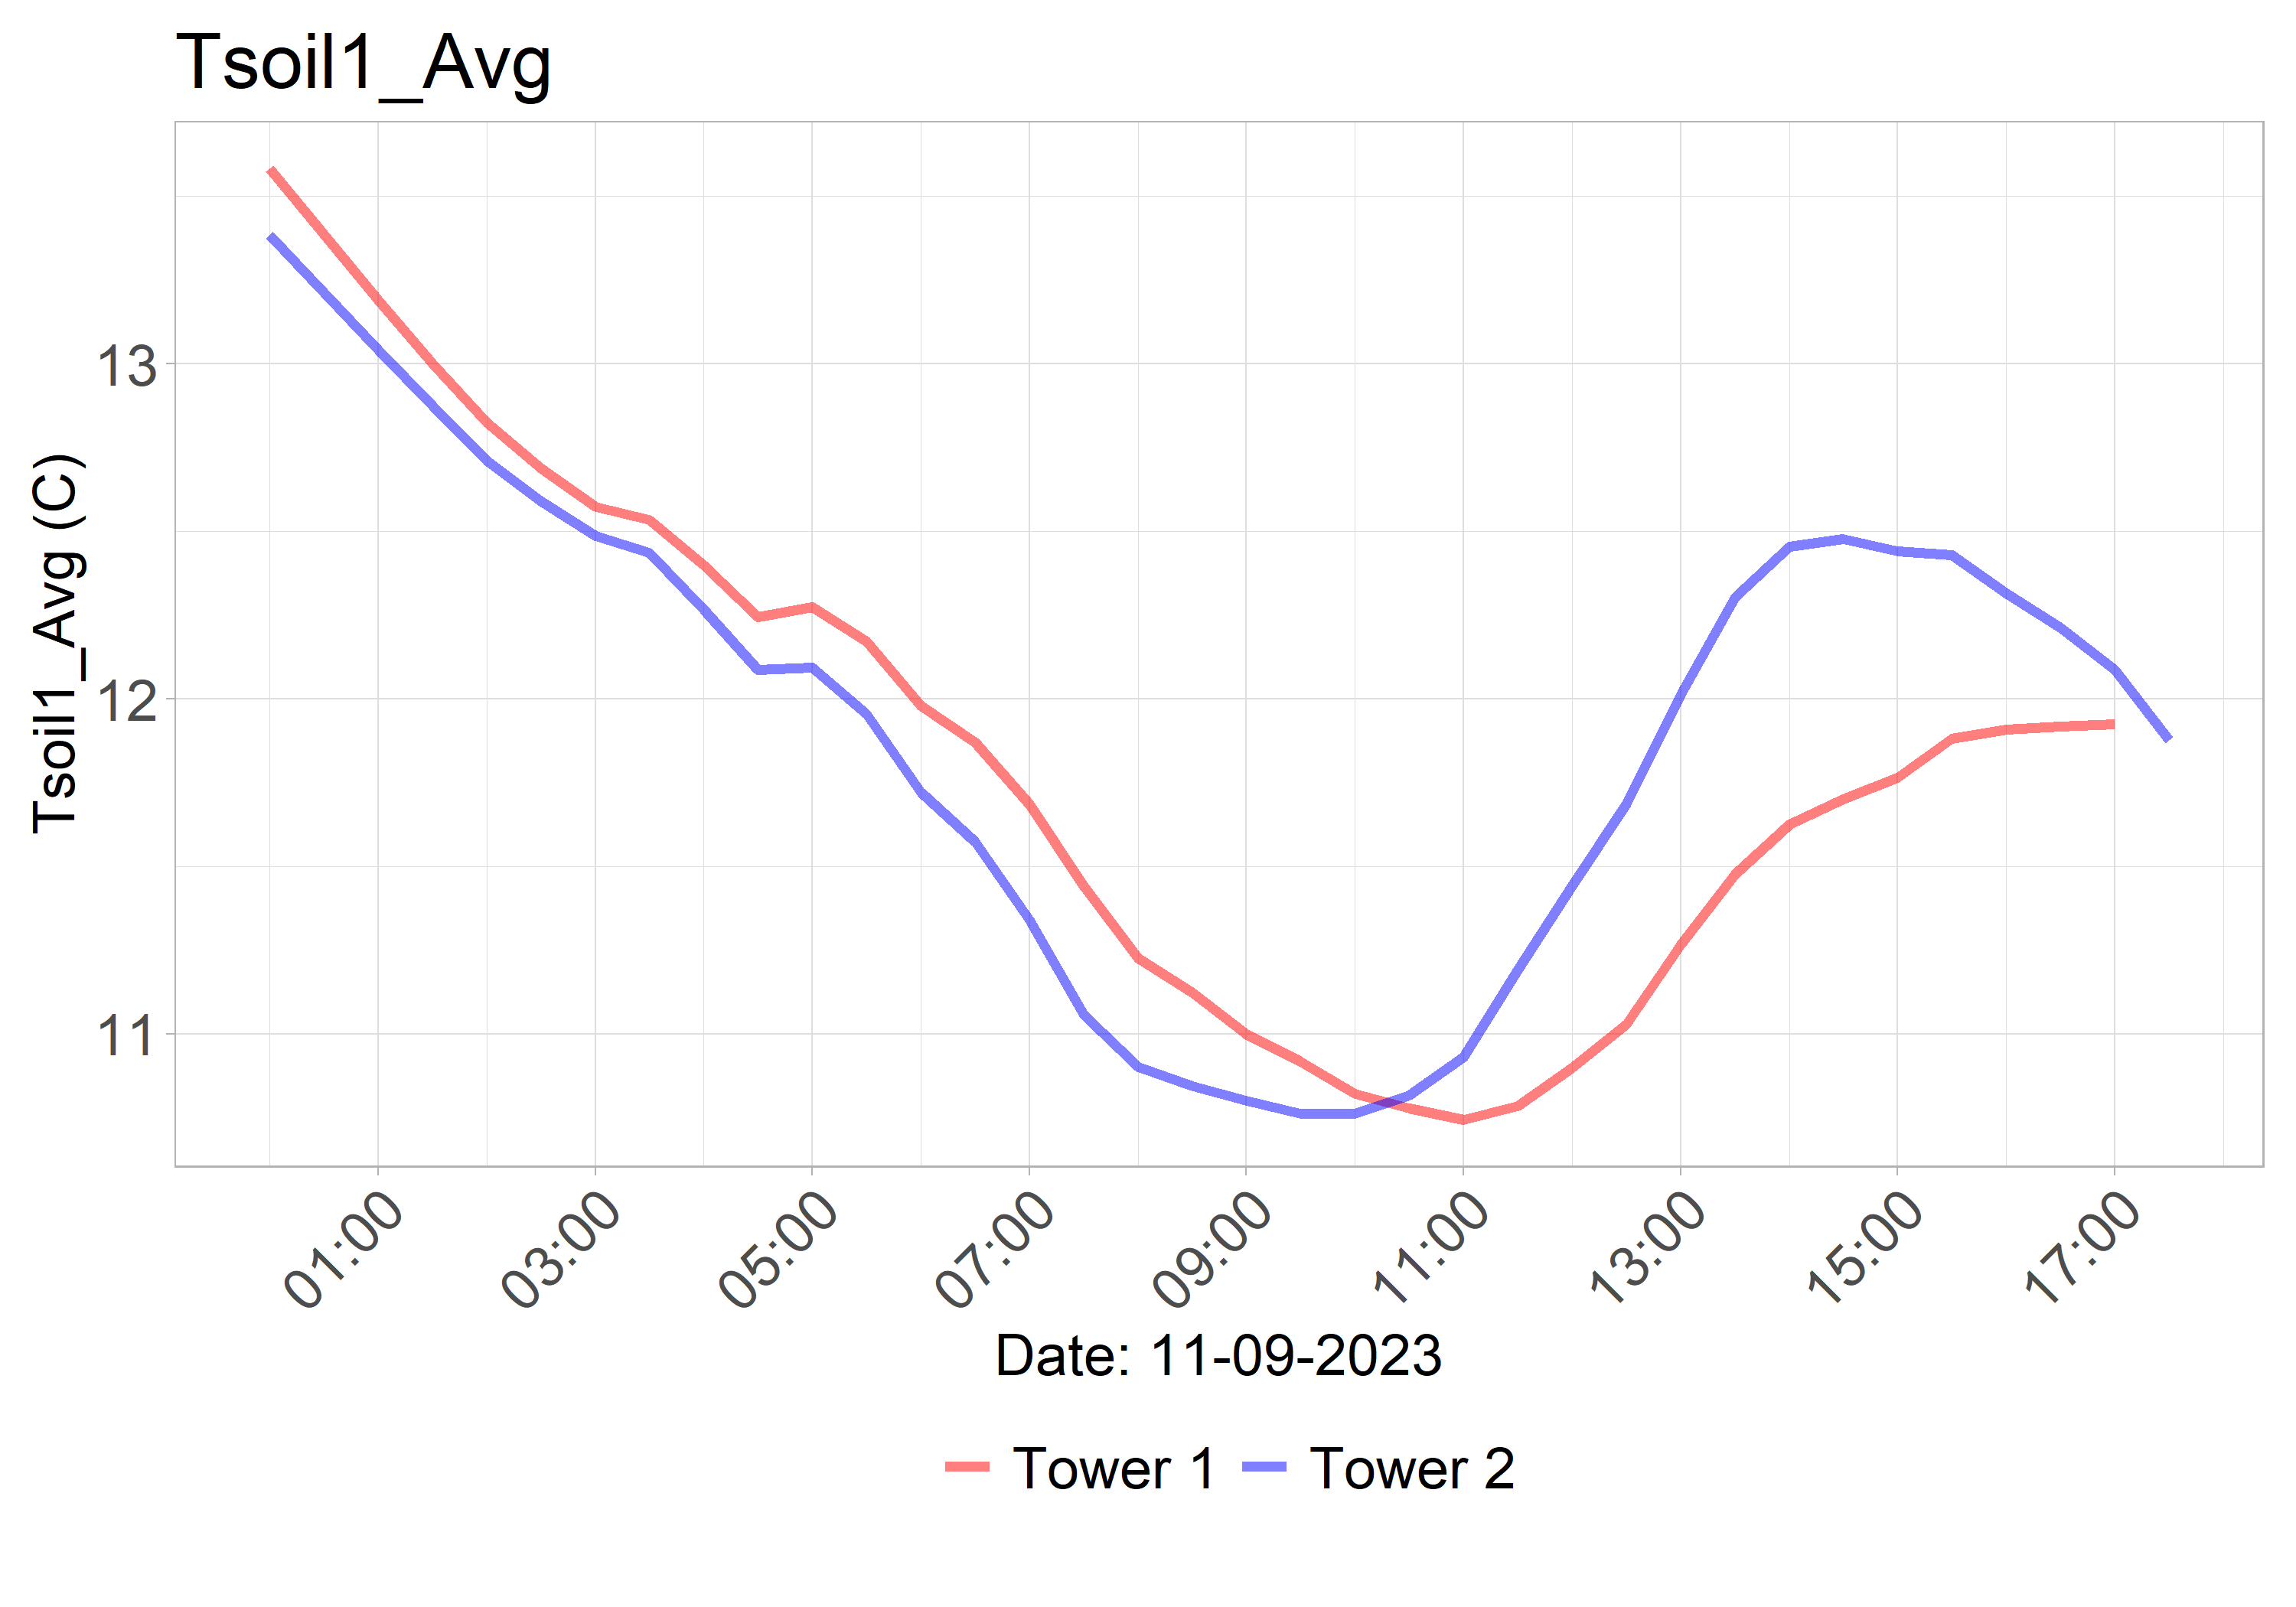 Tsoil1_Avg
Tsoil1_Avg (C)
13
12
11
01:00 03:00 05:00 07:00 09:00 11:00 13:00 15:00 17:00
Date: 11-09-2023
Tower 1 Tower 2